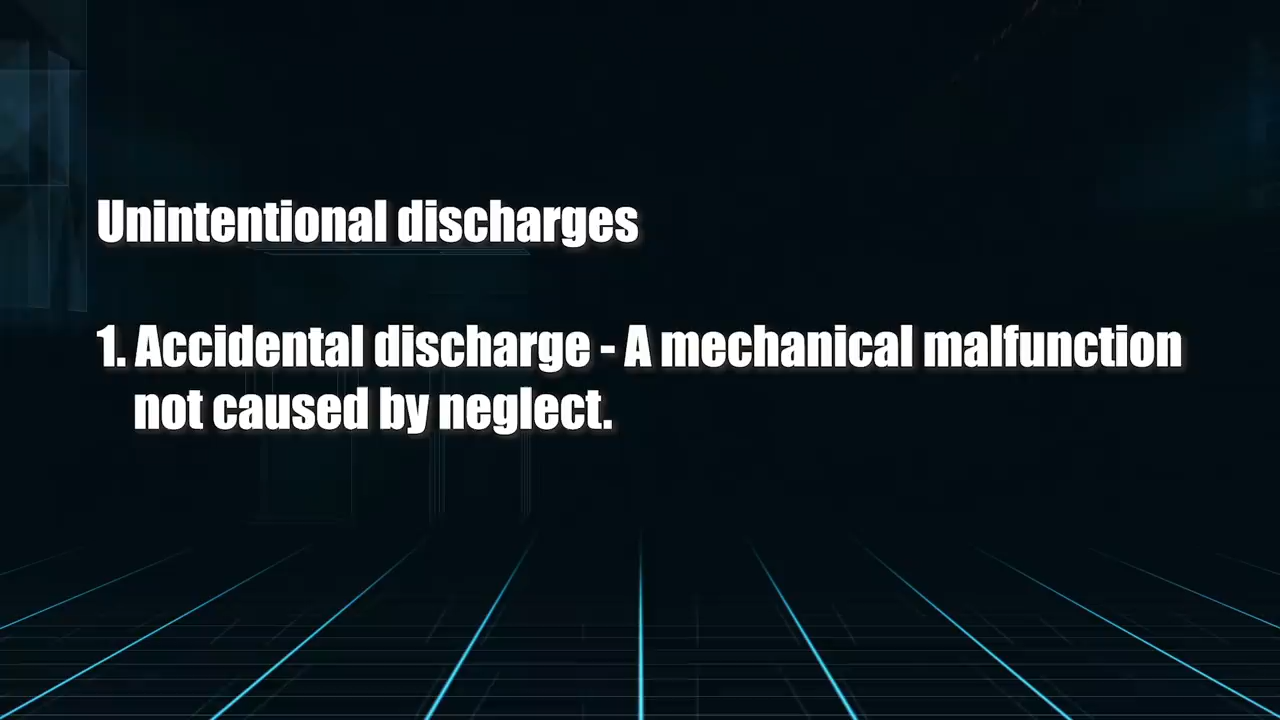 Unintentional discharges
1. Accidental discharge - A mechanical malfunction
not caused by neglect.